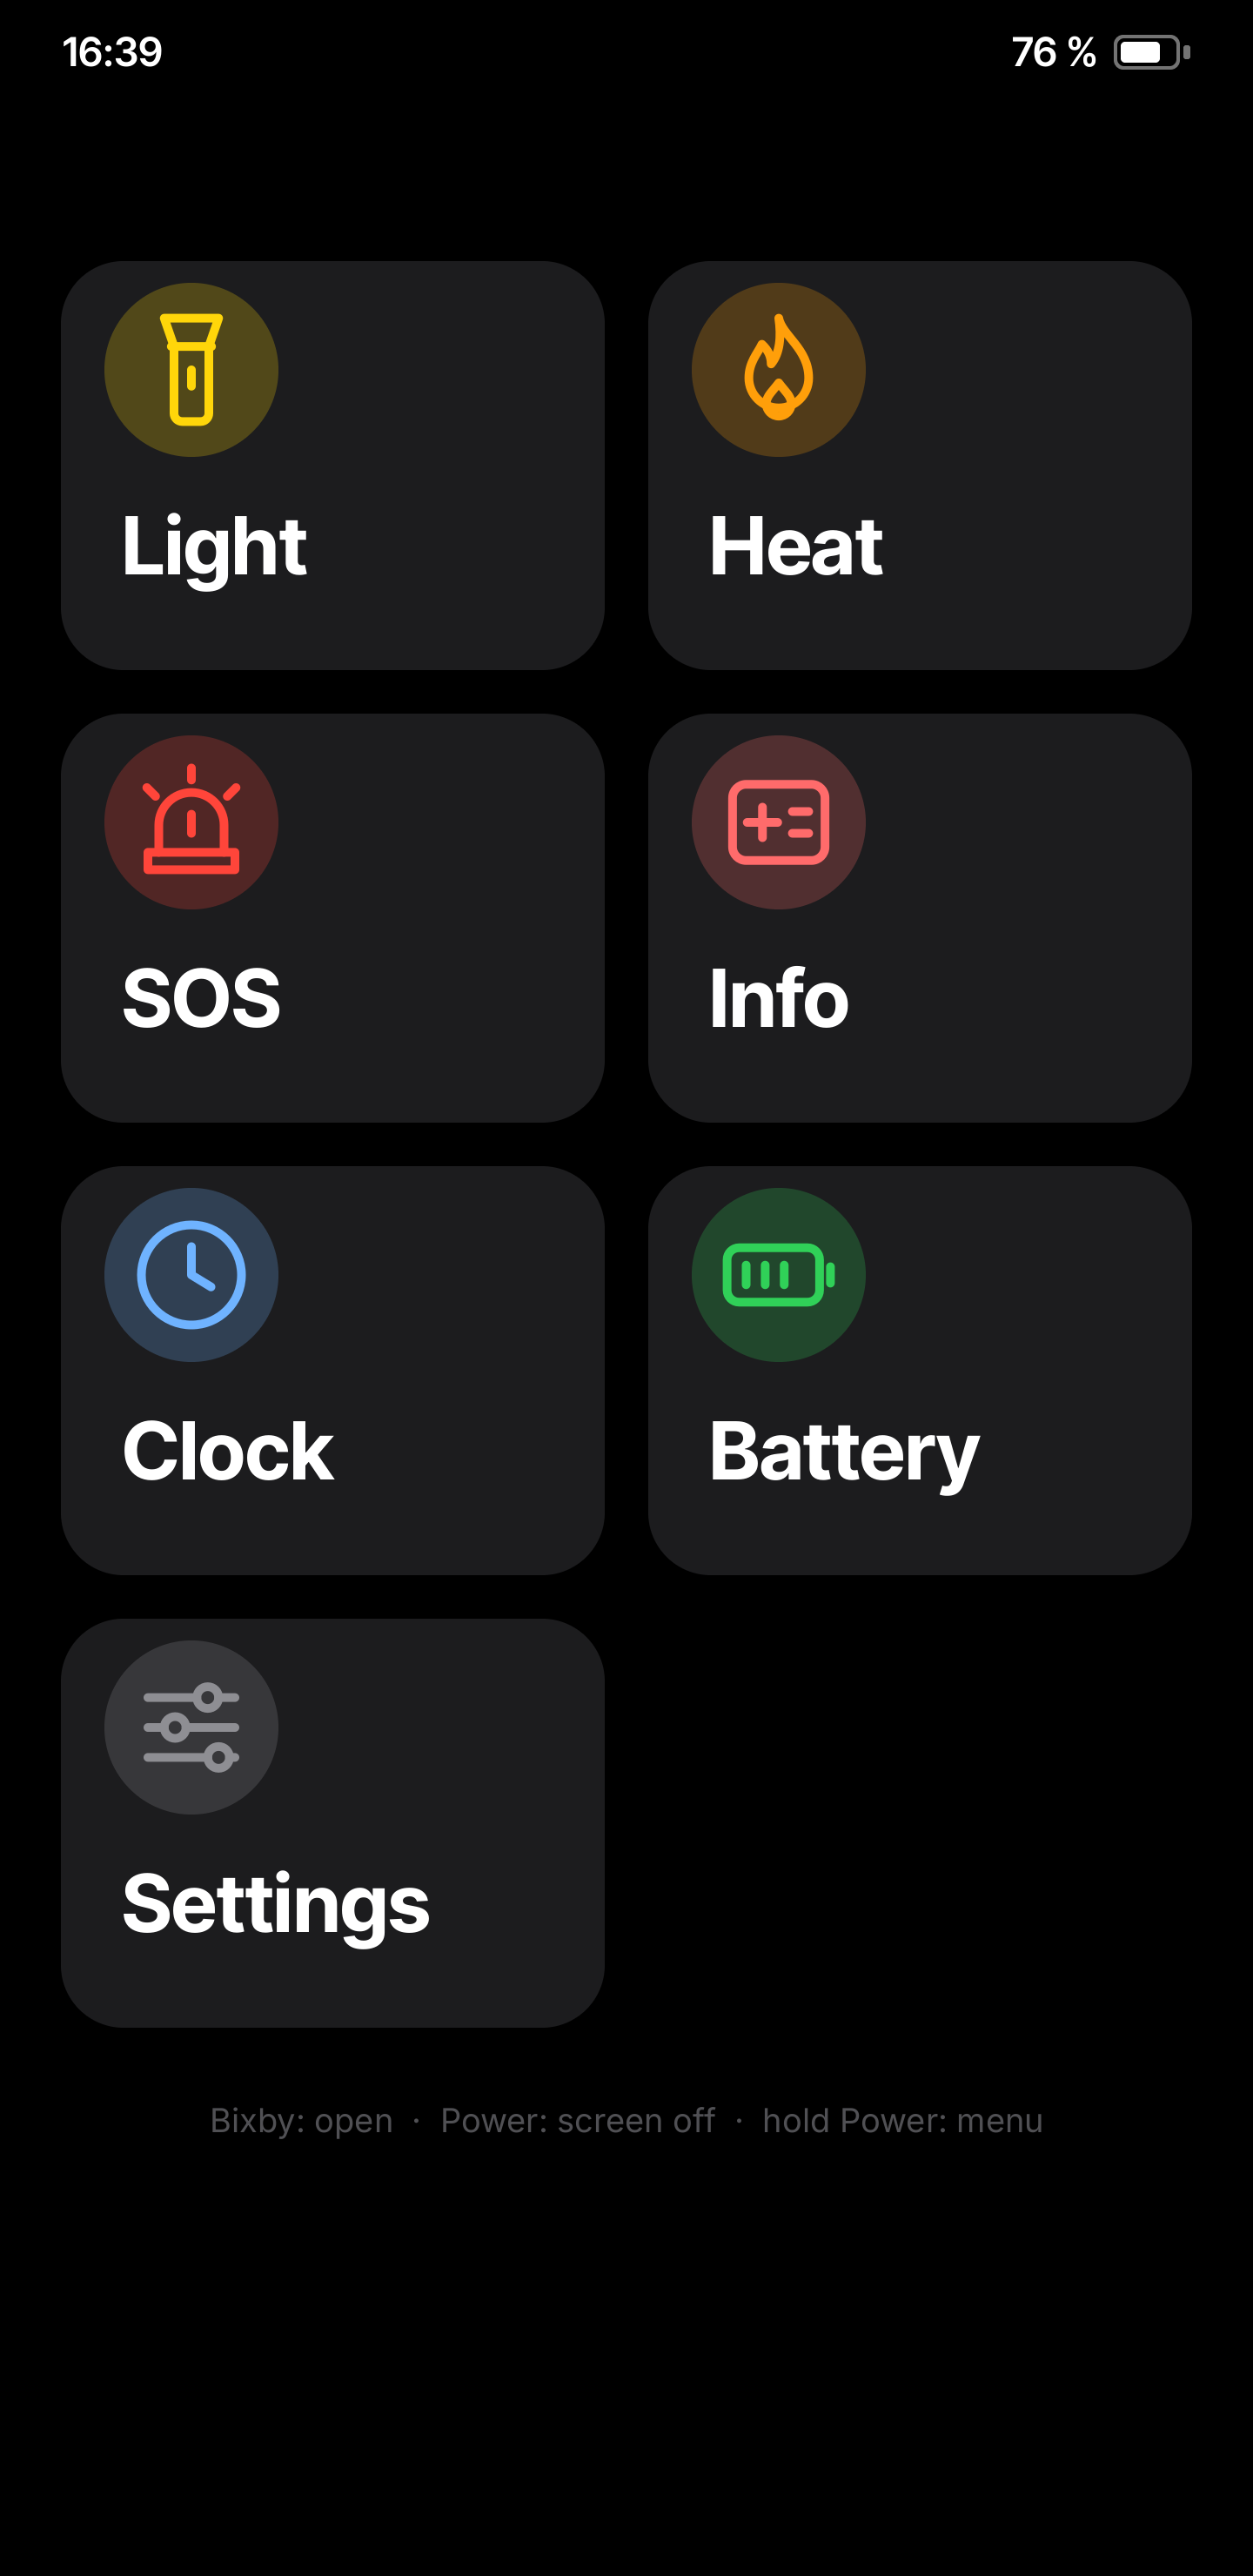 16:39 76 %
Light Heat
SOS Info
Clock Battery
Settings
Bixby: open · Power: screen off · hold Power: menu